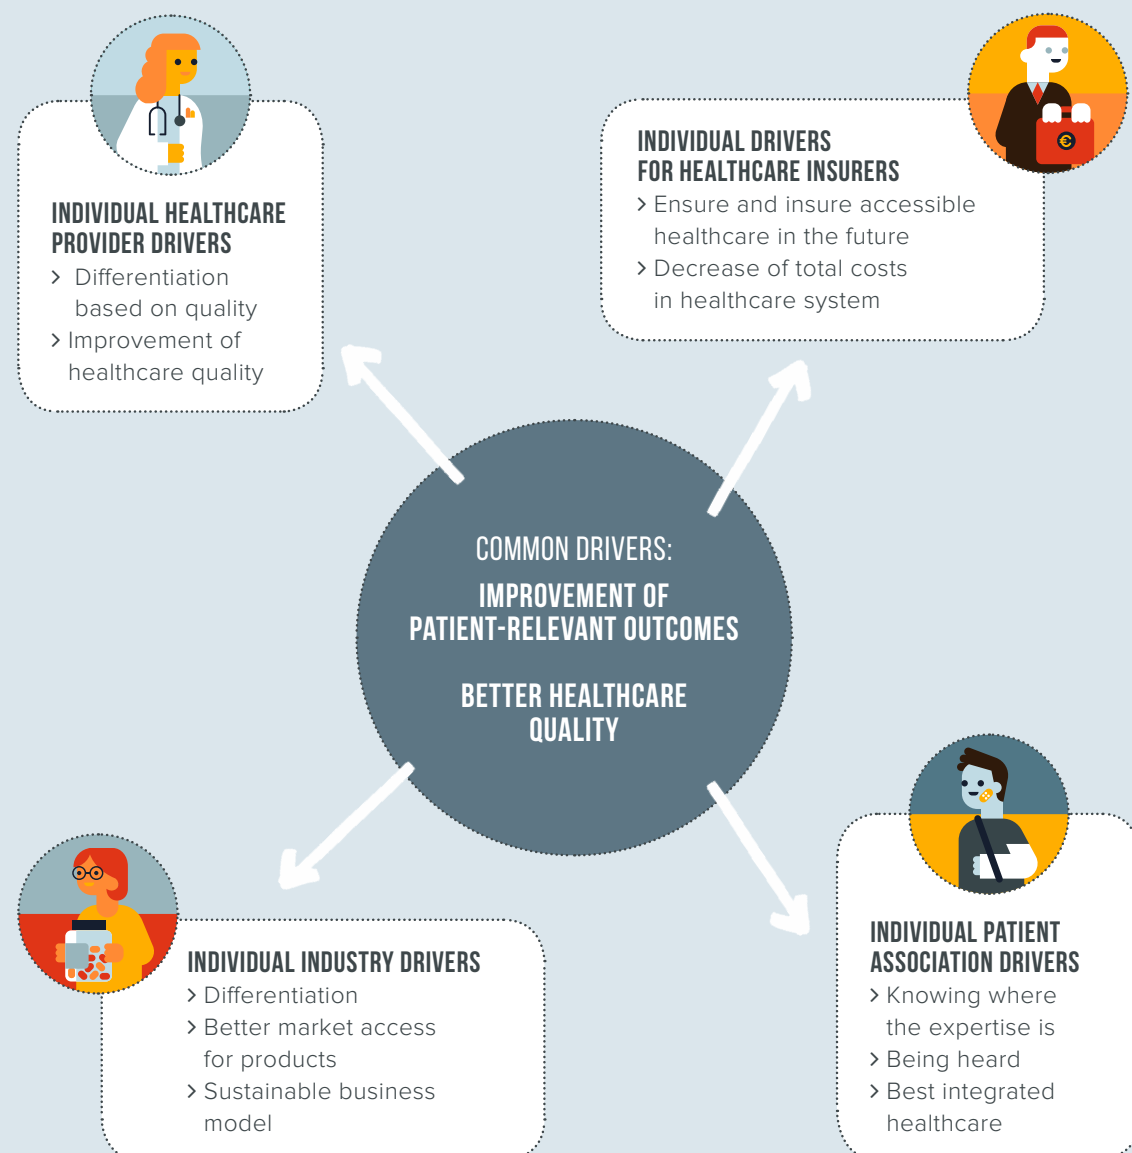 INDIVIDUAL HEALTHCARE
PROVIDER DRIVERS
> Differentiation
based on quality
> Improvement of
healthcare quality
INDIVIDUAL DRIVERS
FOR HEALTHCARE INSURERS
> Ensure and insure accessible
healthcare in the future
> Decrease of total costs
in healthcare system
€
COMMON DRIVERS:
IMPROVEMENT OF
PATIENT-RELEVANT OUTCOMES
BETTER HEALTHCARE
QUALITY
INDIVIDUAL INDUSTRY DRIVERS
> Differentiation
> Better market access
for products
> Sustainable business
model
INDIVIDUAL PATIENT
ASSOCIATION DRIVERS
> Knowing where
the expertise is
> Being heard
> Best integrated
healthcare